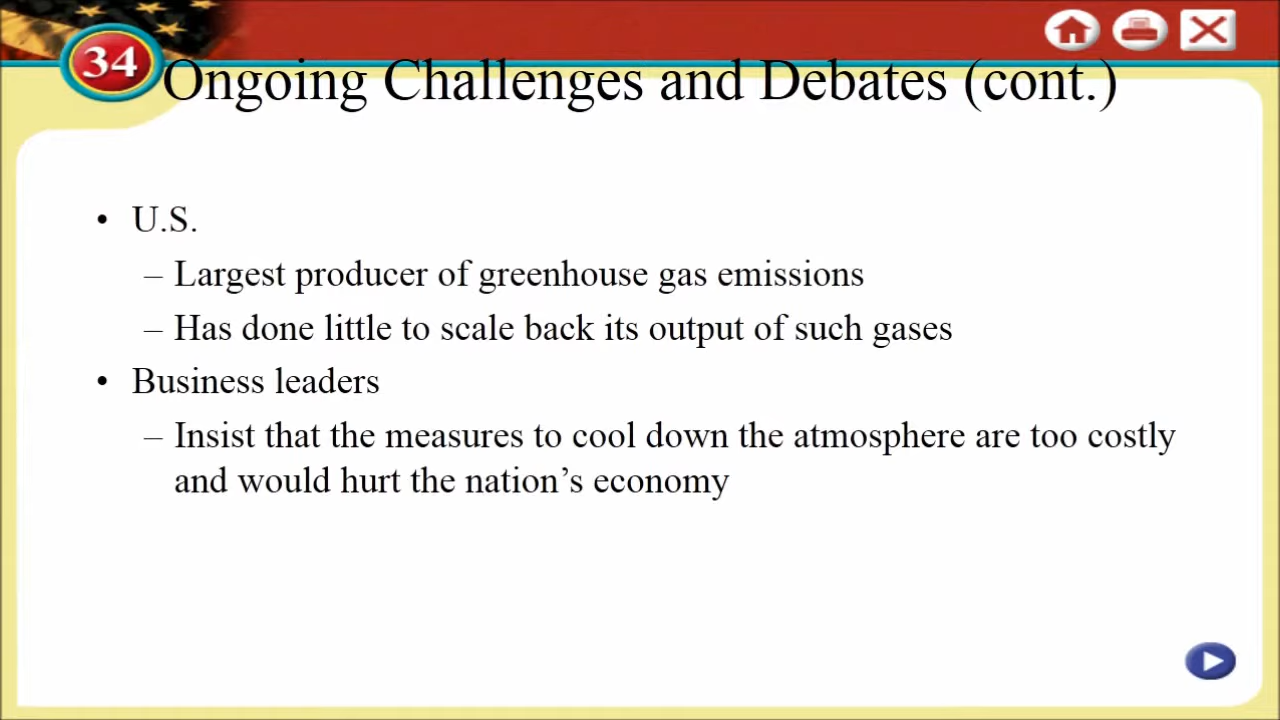 34
Ongoing Challenges and Debates (cont.)
• U.S.
– Largest producer of greenhouse gas emissions
– Has done little to scale back its output of such gases
• Business leaders
– Insist that the measures to cool down the atmosphere are too costly
and would hurt the nation’s economy